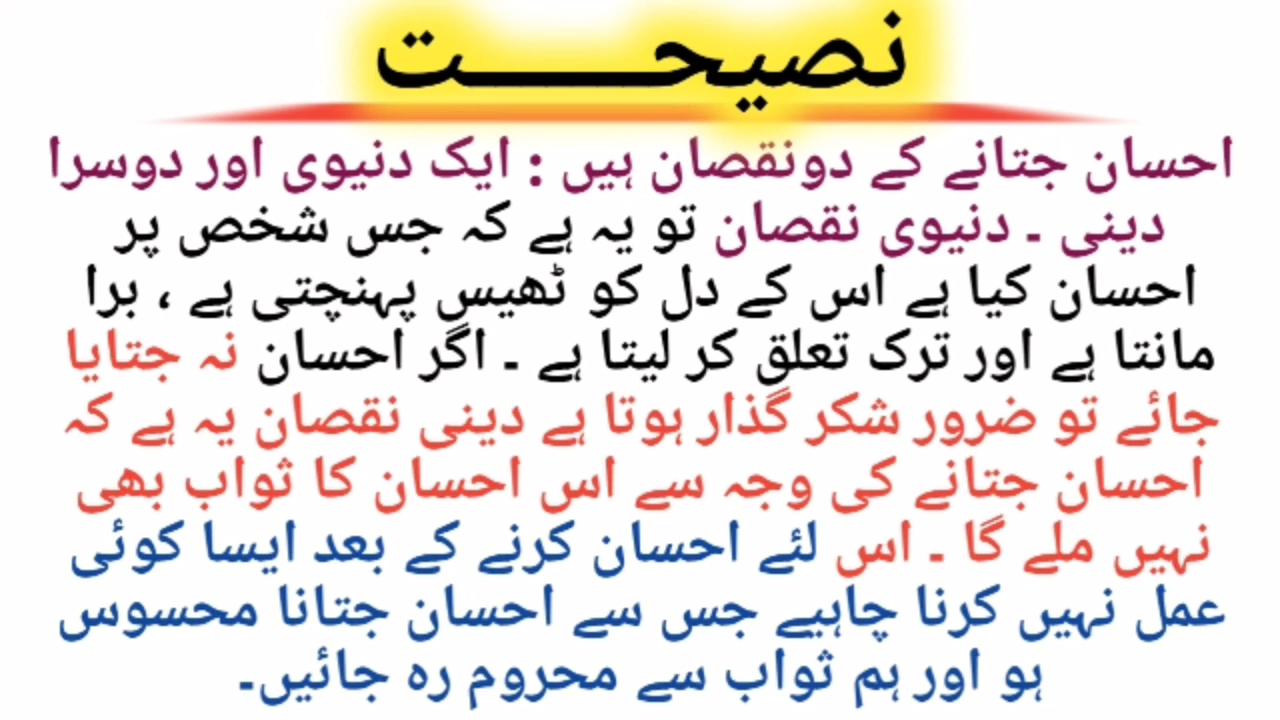 نصیحت
احسان جتانے کے دونقصان ہیں : ایک دنیوی اور دوسرا
دینی ۔ دنیوی نقصان تو یہ ہے کہ جس شخص پر
احسان کیا ہے اس کے دل کو ٹھیس پہنچتی ہے ، برا
مانتا ہے اور ترک تعلق کر لیتا ہے ۔ اگر احسان نہ جتایا
جائے تو ضرور شکر گذار ہوتا ہے دینی نقصان یہ ہے کہ
احسان جتانے کی وجہ سے اس احسان کا ثواب بھی
نہیں ملے گا ۔ اس لئے احسان کرنے کے بعد ایسا کوئی
عمل نہیں کرنا چاہیے جس سے احسان جتانا محسوس
ہو اور ہم ثواب سے محروم رہ جائیں۔